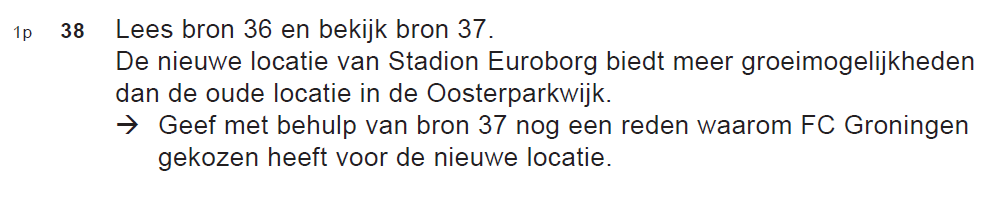 1p 38 Lees bron 36 en bekijk bron 37.
De nieuwe locatie van Stadion Euroborg biedt meer groeimogelijkheden
dan de oude locatie in de Oosterparkwijk.
→ Geef met behulp van bron 37 nog een reden waarom FC Groningen
gekozen heeft voor de nieuwe locatie.